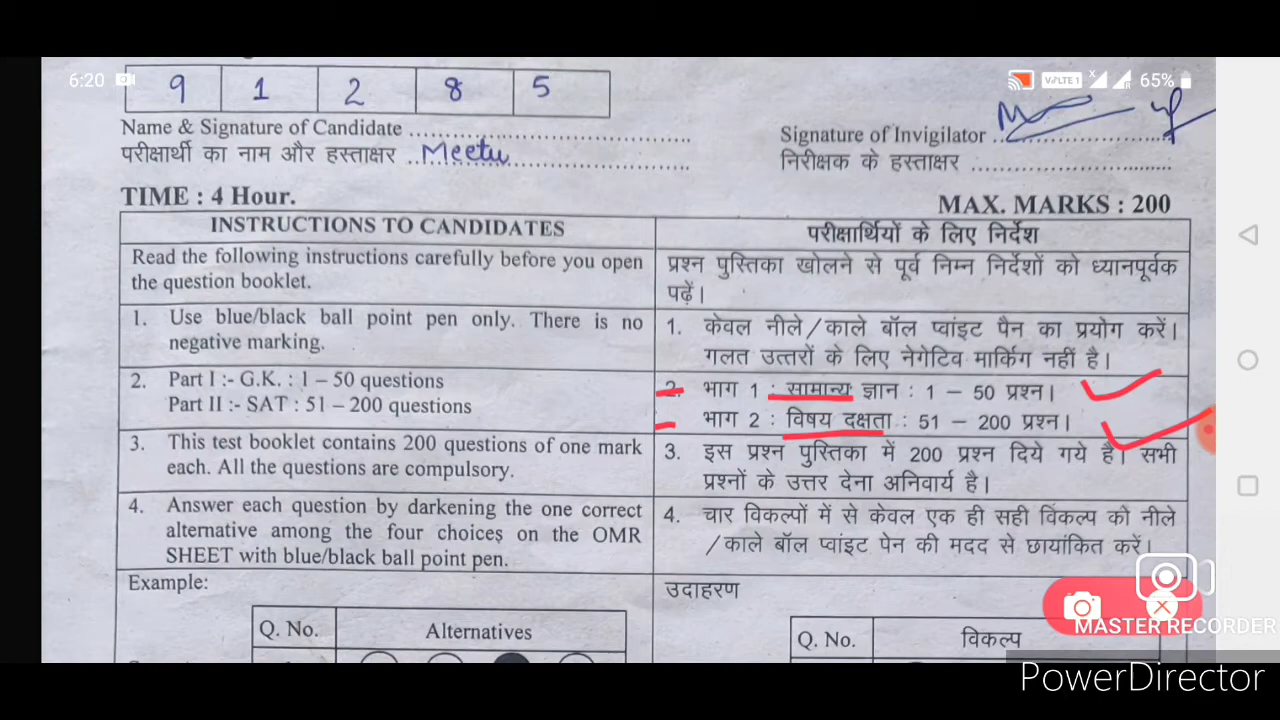 6:20 VoLTE 1 X 65%
9 1 2 8 5
Name & Signature of Candidate
परीक्षार्थी का नाम और हस्ताक्षर Meetu
Signature of Invigilator
निरीक्षक के हस्ताक्षर
TIME : 4 Hour.
MAX. MARKS : 200
INSTRUCTIONS TO CANDIDATES
Read the following instructions carefully before you open
the question booklet.
1. Use blue/black ball point pen only. There is no
negative marking.
2. Part I :- G.K. : 1 – 50 questions
Part II :- SAT : 51 – 200 questions
3. This test booklet contains 200 questions of one mark
each. All the questions are compulsory.
4. Answer each question by darkening the one correct
alternative among the four choices on the OMR
SHEET with blue/black ball point pen.
Example:
Q. No. Alternatives
परीक्षार्थियों के लिए निर्देश
प्रश्न पुस्तिका खोलने से पूर्व निम्न निर्देशों को ध्यानपूर्वक
पढ़ें।
1. केवल नीले/काले बॉल प्वांइट पैन का प्रयोग करें।
गलत उत्तरों के लिए नेगेटिव मार्किग नहीं है।
2. भाग 1 : सामान्य ज्ञान : 1 – 50 प्रश्न।
भाग 2 : विषय दक्षता : 51 – 200 प्रश्न।
3. इस प्रश्न पुस्तिका में 200 प्रश्न दिये गये है। सभी
प्रश्नों के उत्तर देना अनिवार्य है।
4. चार विकल्पों में से केवल एक ही सही विकल्प को नीले
/काले बॉल प्वांइट पेन की मदद से छायांकित करें।
उदाहरण
Q. No. विकल्प
MASTER RECORDER
PowerDirector